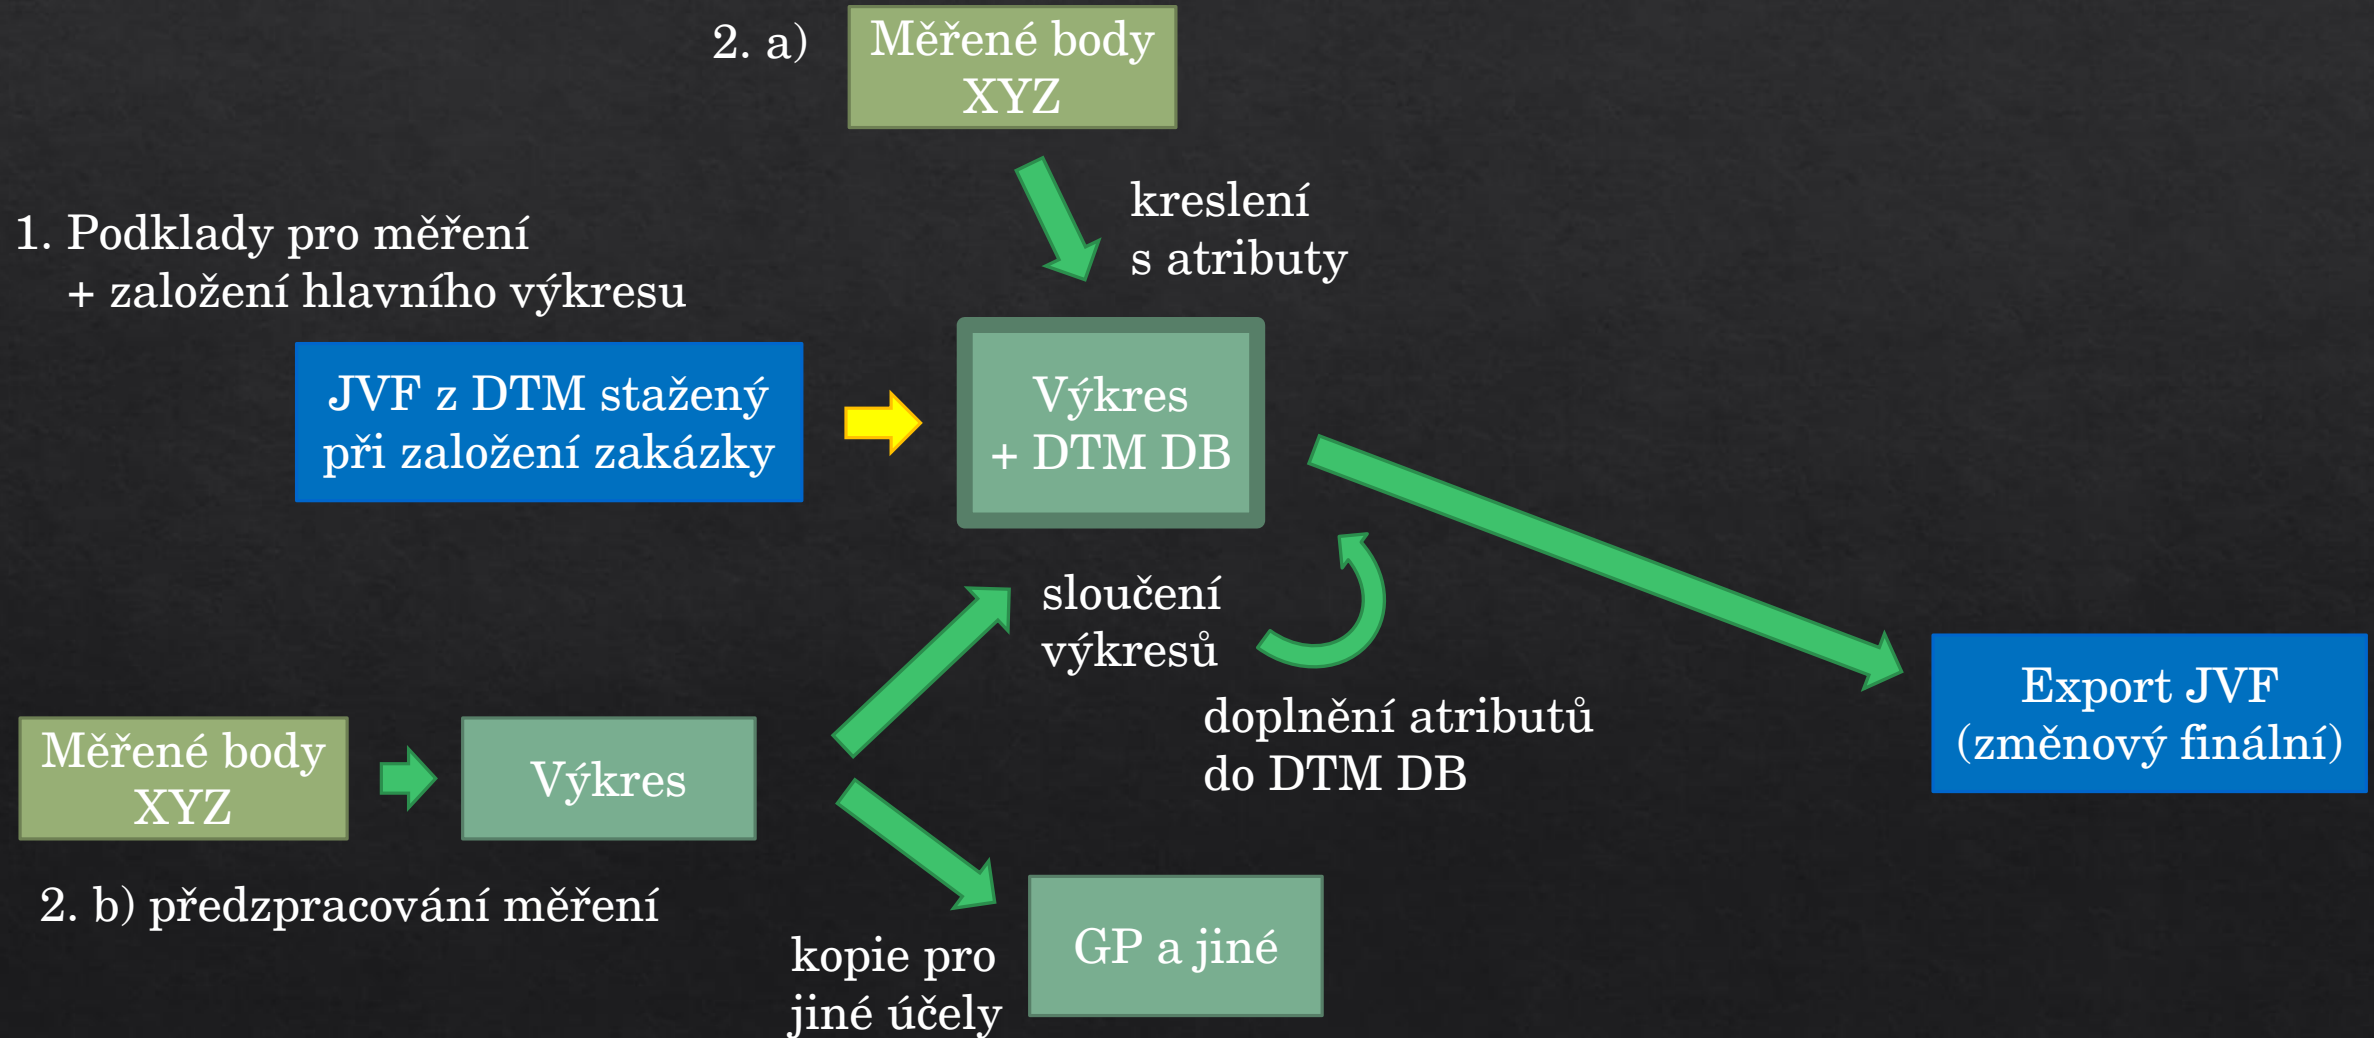 2. a)
Měřené body
XYZ
kreslení
s atributy
1. Podklady pro měření
+ založení hlavního výkresu
JVF z DTM stažený
při založení zakázky
Výkres
+ DTM DB
sloučení
výkresů
doplnění atributů
do DTM DB
Export JVF
(změnový finální)
Měřené body
XYZ
Výkres
2. b) předzpracování měření
kopie pro
jiné účely
GP a jiné